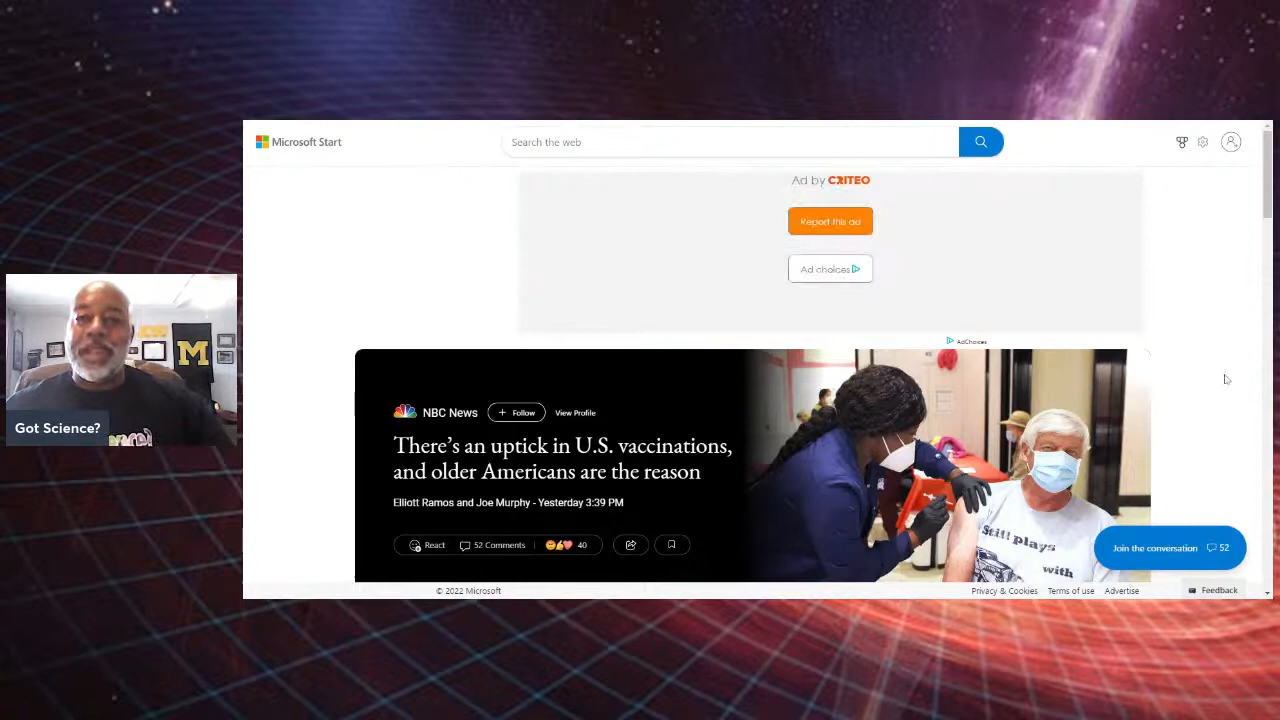 Microsoft Start
Search the web
Ad by CRITEO
Report this ad
Ad choices
AdChoices
NBC News
+ Follow
View Profile
There's an uptick in U.S. vaccinations,
and older Americans are the reason
Elliott Ramos and Joe Murphy - Yesterday 3:39 PM
React
52 Comments
40
Still plays
with
Join the conversation
52
© 2022 Microsoft
Privacy & Cookies
Terms of use
Advertise
Feedback
M
Got Science?